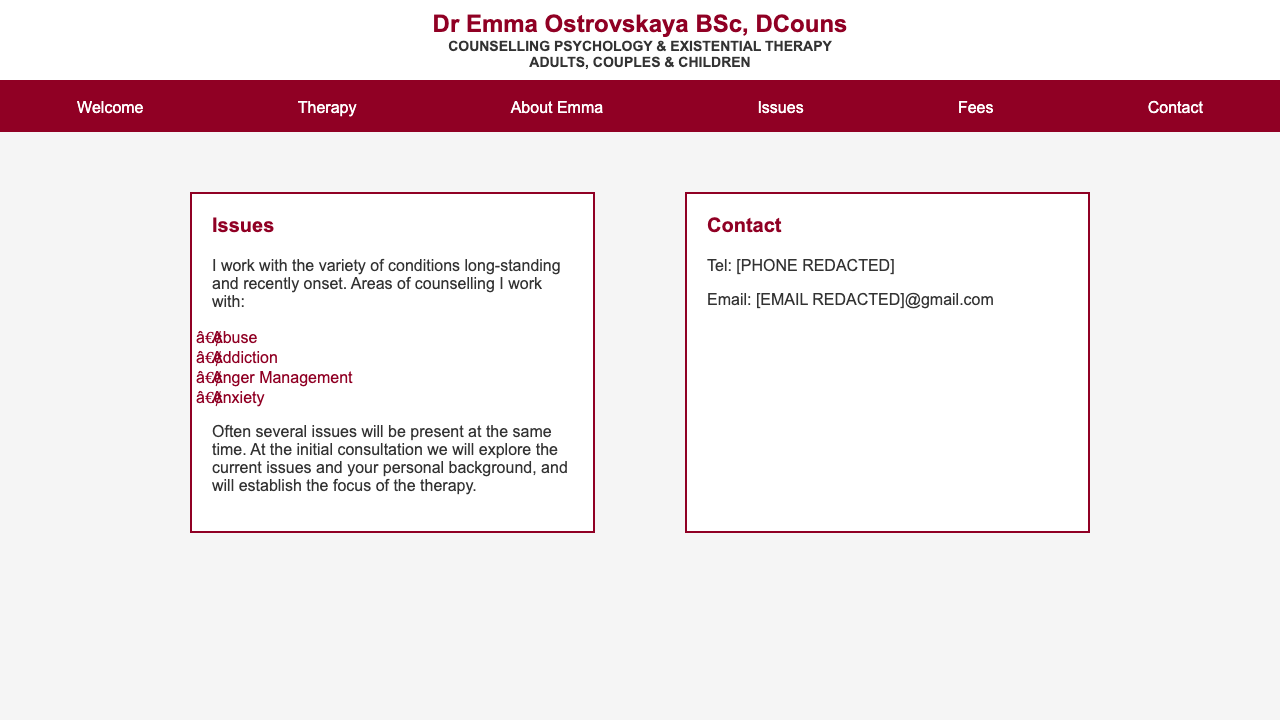 Dr Emma Ostrovskaya BSc, DCouns
COUNSELLING PSYCHOLOGY & EXISTENTIAL THERAPY
ADULTS, COUPLES & CHILDREN
Welcome Therapy About Emma Issues Fees Contact
Issues
I work with the variety of conditions long-standing
and recently onset. Areas of counselling I work
with:
• Abuse
• Addiction
• Anger Management
• Anxiety
Often several issues will be present at the same
time. At the initial consultation we will explore the
current issues and your personal background, and
will establish the focus of the therapy.
Contact
Tel: [PHONE REDACTED]
Email: [EMAIL REDACTED]@gmail.com